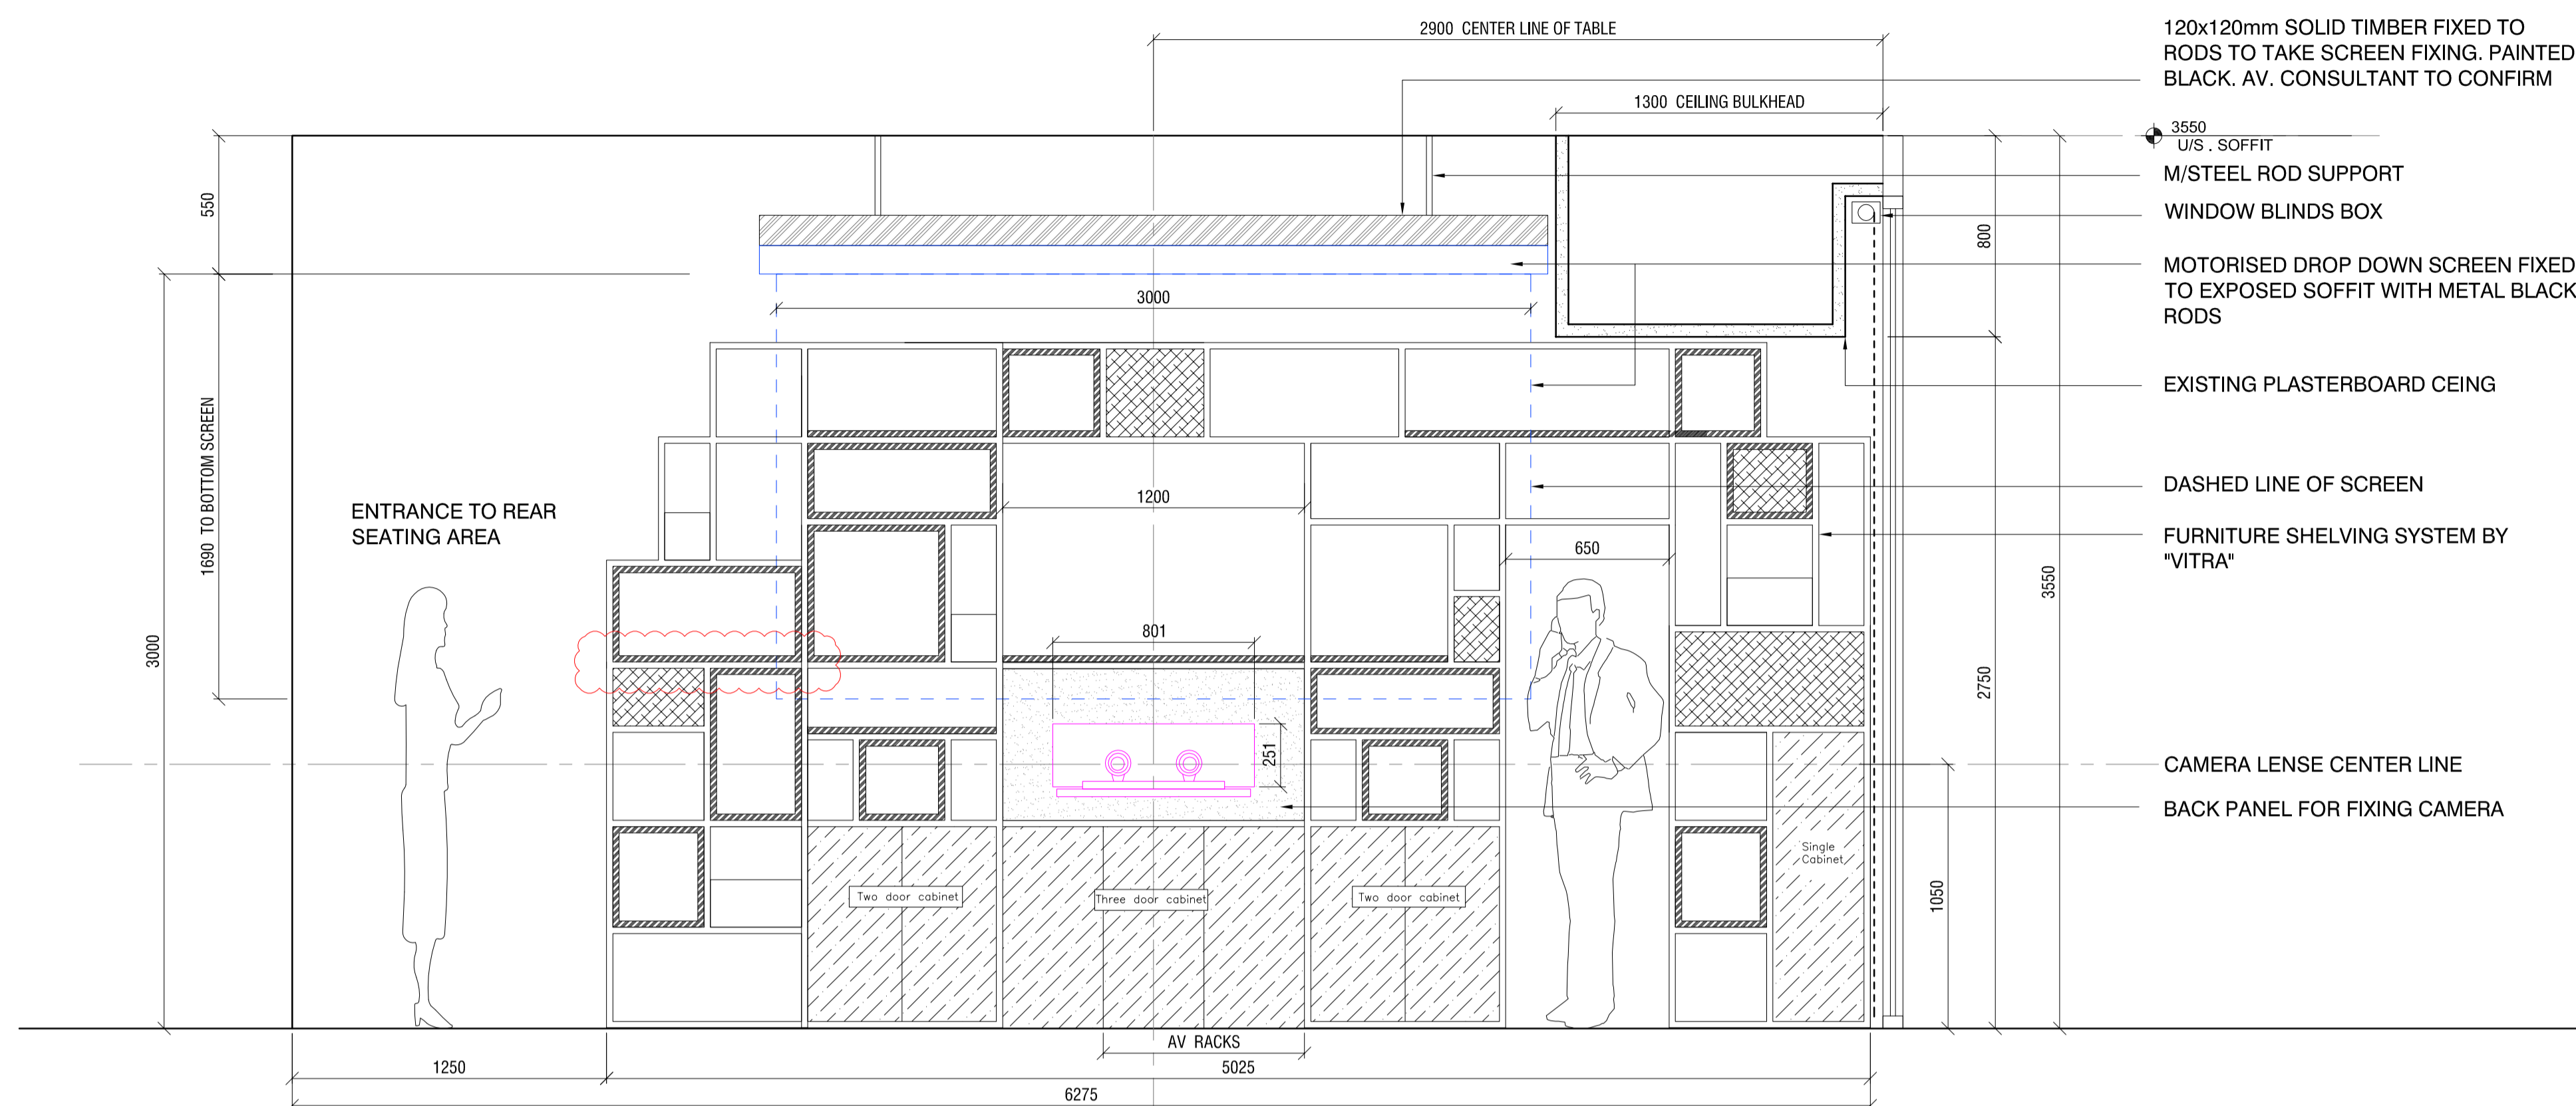 2900 CENTER LINE OF TABLE
120x120mm SOLID TIMBER FIXED TO
RODS TO TAKE SCREEN FIXING. PAINTED
BLACK. AV. CONSULTANT TO CONFIRM
1300 CEILING BULKHEAD
3550
U/S . SOFFIT
M/STEEL ROD SUPPORT
WINDOW BLINDS BOX
550
800
MOTORISED DROP DOWN SCREEN FIXED
TO EXPOSED SOFFIT WITH METAL BLACK
RODS
3000
EXISTING PLASTERBOARD CEING
1690 TO BOTTOM SCREEN
DASHED LINE OF SCREEN
ENTRANCE TO REAR
SEATING AREA
1200
FURNITURE SHELVING SYSTEM BY
"VITRA"
650
3550
3000
801
2750
251
CAMERA LENSE CENTER LINE
BACK PANEL FOR FIXING CAMERA
Single
Cabinet
Two door cabinet
Three door cabinet
Two door cabinet
1050
AV RACKS
1250
5025
6275